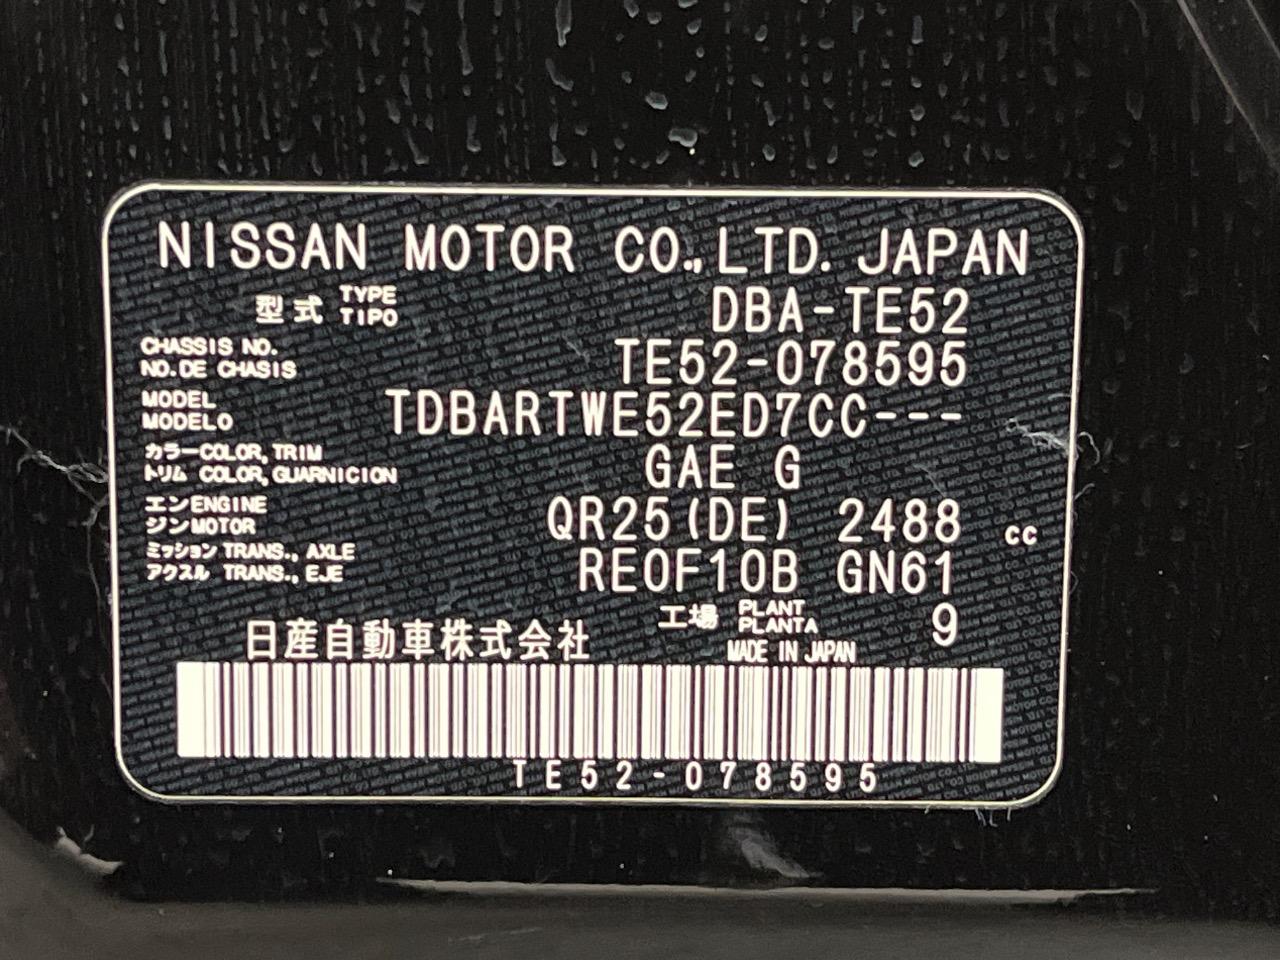 NISSAN MOTOR CO.,LTD. JAPAN
型式 TYPE TIPO DBA-TE52
CHASSIS NO. NO.DE CHASIS TE52-078595
MODEL MODELO TDBARTWE52ED7CC---
カラーCOLOR,TRIM トリム COLOR,GUARNICION GAE G
エンENGINE ジンMOTOR QR25(DE) 2488 cc
ミッション TRANS., AXLE アクスル TRANS., EJE RE0F10B GN61
工場 PLANT PLANTA 9
日産自動車株式会社 MADE IN JAPAN
TE52-078595